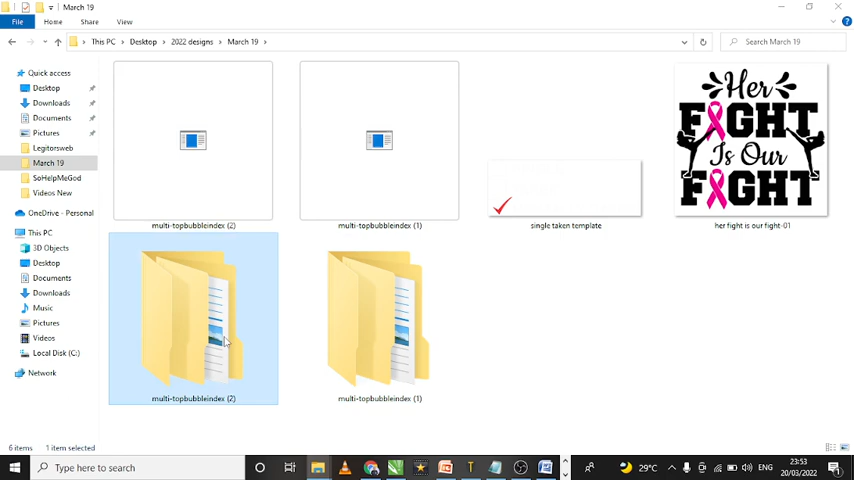 March 19
File
Home
Share
View
This PC
Desktop
2022 designs
March 19
Search March 19
Quick access
Desktop
Downloads
Documents
Pictures
Legitorsweb
March 19
SoHelpMeGod
Videos New
OneDrive - Personal
This PC
3D Objects
Desktop
Documents
Downloads
Music
Pictures
Videos
Local Disk (C:)
Network
multi-topbubbleindex (2)
multi-topbubbleindex (1)
single taken template
Her
FIGHT
Is Our
FIGHT
her fight is our fight-01
multi-topbubbleindex (2)
multi-topbubbleindex (1)
6 items
1 item selected
Type here to search
29°C
ENG
23:53
20/03/2022